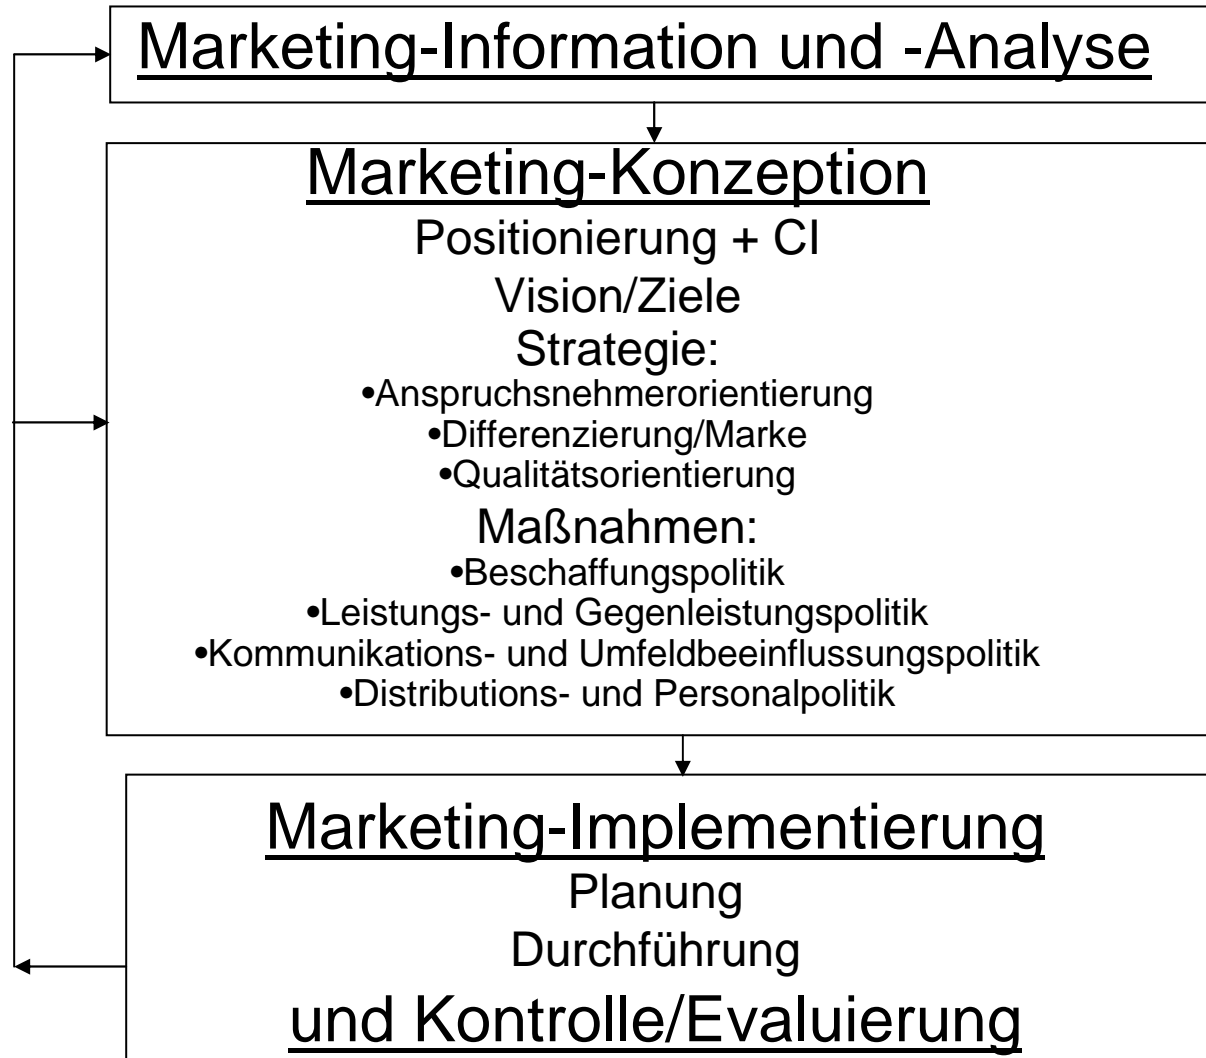 Marketing-Information und -Analyse
Marketing-Konzeption
Positionierung + CI
Vision/Ziele
Strategie:
•Anspruchsnehmerorientierung
•Differenzierung/Marke
•Qualitätsorientierung
Maßnahmen:
•Beschaffungspolitik
•Leistungs- und Gegenleistungspolitik
•Kommunikations- und Umfeldbeeinflussungspolitik
•Distributions- und Personalpolitik
Marketing-Implementierung
Planung
Durchführung
und Kontrolle/Evaluierung